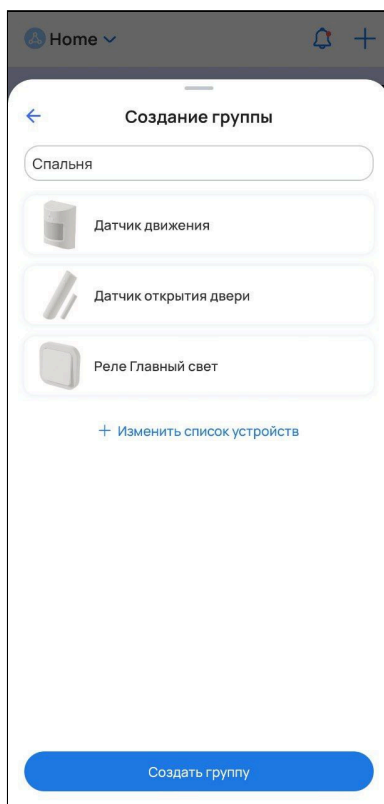 Home
Создание группы
Спальня
Датчик движения
Датчик открытия двери
Реле Главный свет
+ Изменить список устройств
Создать группу